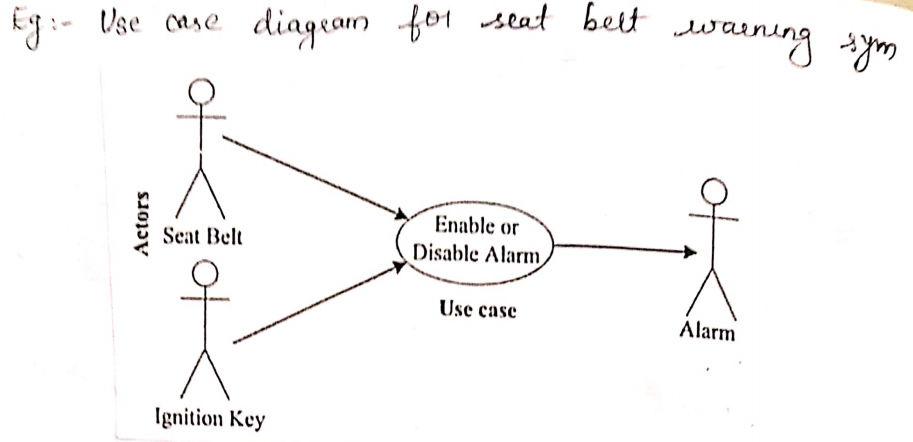 Eg:- Use case diagram for seat belt warning sym
Actors
Seat Belt
Enable or
Disable Alarm
Use case
Alarm
Ignition Key